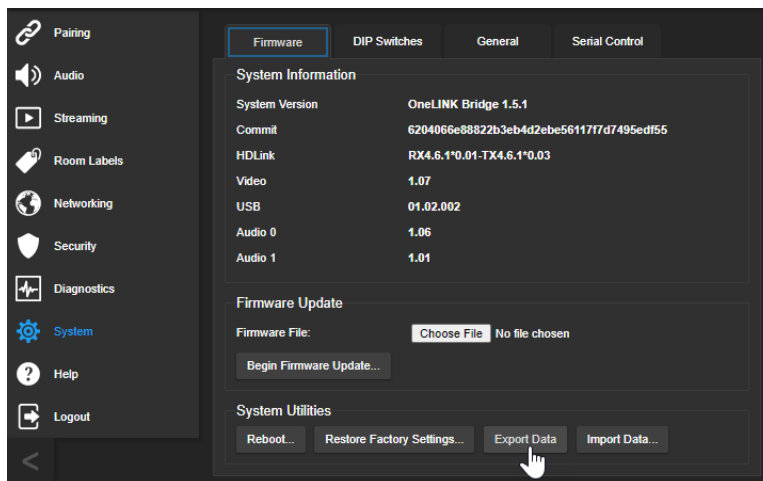 Pairing
Audio
Streaming
Room Labels
Networking
Security
Diagnostics
System
Help
Logout
<
Firmware DIP Switches General Serial Control
System Information
System Version OneLINK Bridge 1.5.1
Commit 6204066e88822b3eb4d2ebe56117f7d7495edf55
HDLink RX4.6.1*0.01-TX4.6.1*0.03
Video 1.07
USB 01.02.002
Audio 0 1.06
Audio 1 1.01
Firmware Update
Firmware File: Choose File No file chosen
Begin Firmware Update...
System Utilities
Reboot... Restore Factory Settings... Export Data Import Data...